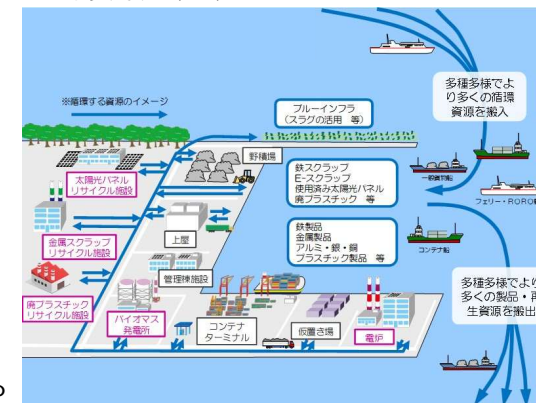 ※循環する資源のイメージ
ブルーインフラ
(スラグの活用 等)
多種多様でよ
り多くの循環
資源を搬入
一般貨物船
フェリー・RORO船
コンテナ船
野積場
太陽光パネル
リサイクル施設
鉄スクラップ
E-スクラップ
使用済み太陽光パネル
廃プラスチック 等
金属スクラップ
リサイクル施設
上屋
鉄製品
金属製品
アルミ・銀・銅
プラスチック製品 等
管理棟施設
廃プラスチック
リサイクル施設
バイオマス
発電所
コンテナ
ターミナル
仮置き場
電炉
多種多様でより
多くの製品・再
生資源を搬出